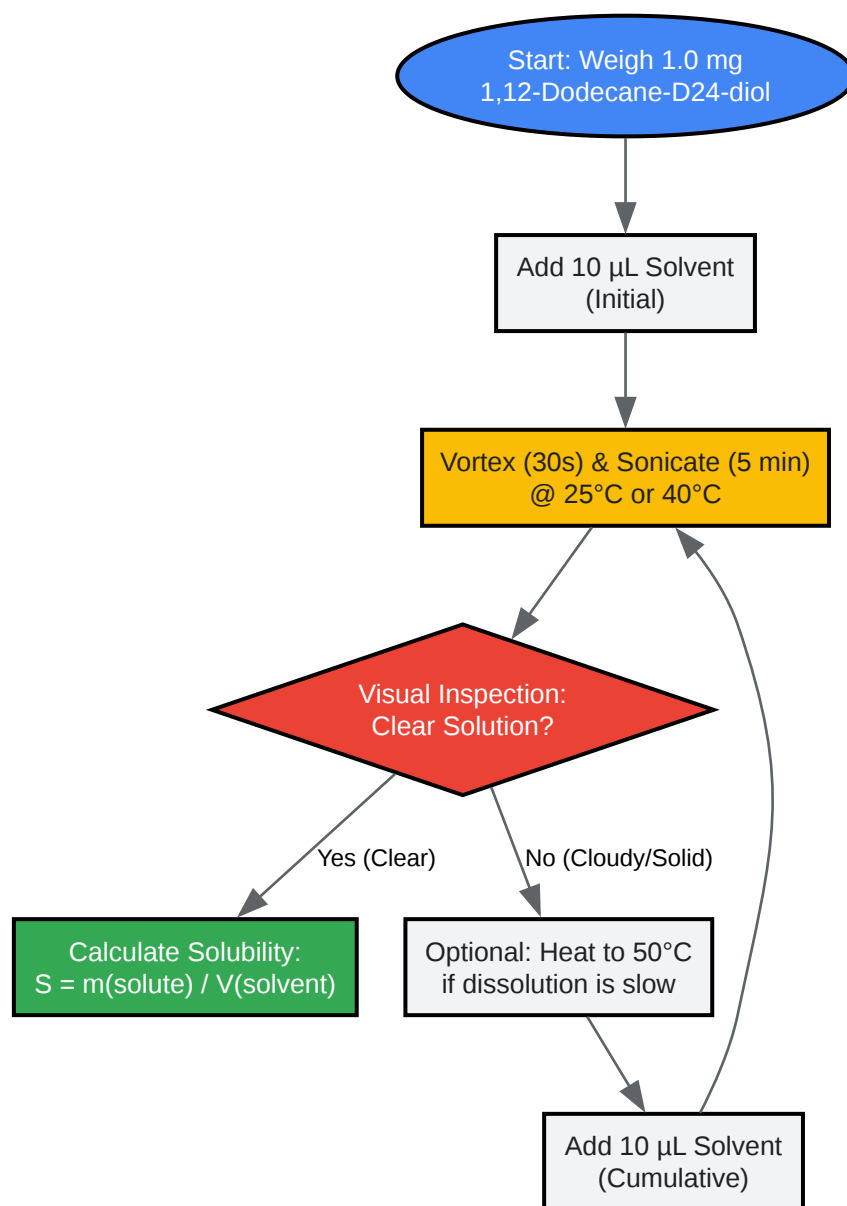 Start: Weigh 1.0 mg
1,12-Dodecane-D24-diol
Add 10 µL Solvent
(Initial)
Vortex (30s) & Sonicate (5 min)
@ 25°C or 40°C
Visual Inspection:
Clear Solution?
Yes (Clear)
No (Cloudy/Solid)
Calculate Solubility:
S = m(solute) / V(solvent)
Optional: Heat to 50°C
if dissolution is slow
Add 10 µL Solvent
(Cumulative)